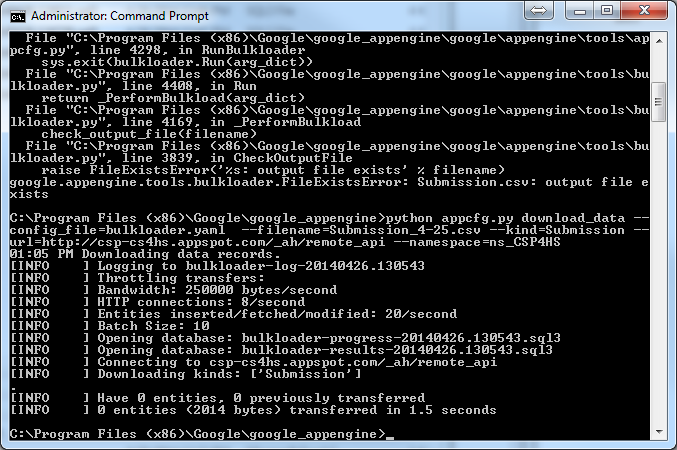 Administrator: Command Prompt
File "C:\Program Files (x86)\Google\google_appengine\google\appengine\tools\ap
pcfg.py", line 4298, in RunBulkloader
sys.exit(bulkloader.Run(arg_dict))
File "C:\Program Files (x86)\Google\google_appengine\google\appengine\tools\bu
lkloader.py", line 4408, in Run
return _PerformBulkload(arg_dict)
File "C:\Program Files (x86)\Google\google_appengine\google\appengine\tools\bu
lkloader.py", line 4169, in _PerformBulkload
check_output_file(filename)
File "C:\Program Files (x86)\Google\google_appengine\google\appengine\tools\bu
lkloader.py", line 3839, in CheckOutputFile
raise FileExistsError('%s: output file exists' % filename)
google.appengine.tools.bulkloader.FileExistsError: Submission.csv: output file e
xists
C:\Program Files (x86)\Google\google_appengine>python appcfg.py download_data --
config_file=bulkloader.yaml  --filename=Submission_4-25.csv --kind=Submission --
url=http://csp-cs4hs.appspot.com/_ah/remote_api --namespace=ns_CSP4HS
01:05 PM Downloading data records.
[INFO    ] Logging to bulkloader-log-20140426.130543
[INFO    ] Throttling transfers:
[INFO    ] Bandwidth: 250000 bytes/second
[INFO    ] HTTP connections: 8/second
[INFO    ] Entities inserted/fetched/modified: 20/second
[INFO    ] Batch Size: 10
[INFO    ] Opening database: bulkloader-progress-20140426.130543.sql3
[INFO    ] Opening database: bulkloader-results-20140426.130543.sql3
[INFO    ] Connecting to csp-cs4hs.appspot.com/_ah/remote_api
[INFO    ] Downloading kinds: ['Submission']
.
[INFO    ] Have 0 entities, 0 previously transferred
[INFO    ] 0 entities (2014 bytes) transferred in 1.5 seconds
C:\Program Files (x86)\Google\google_appengine>_